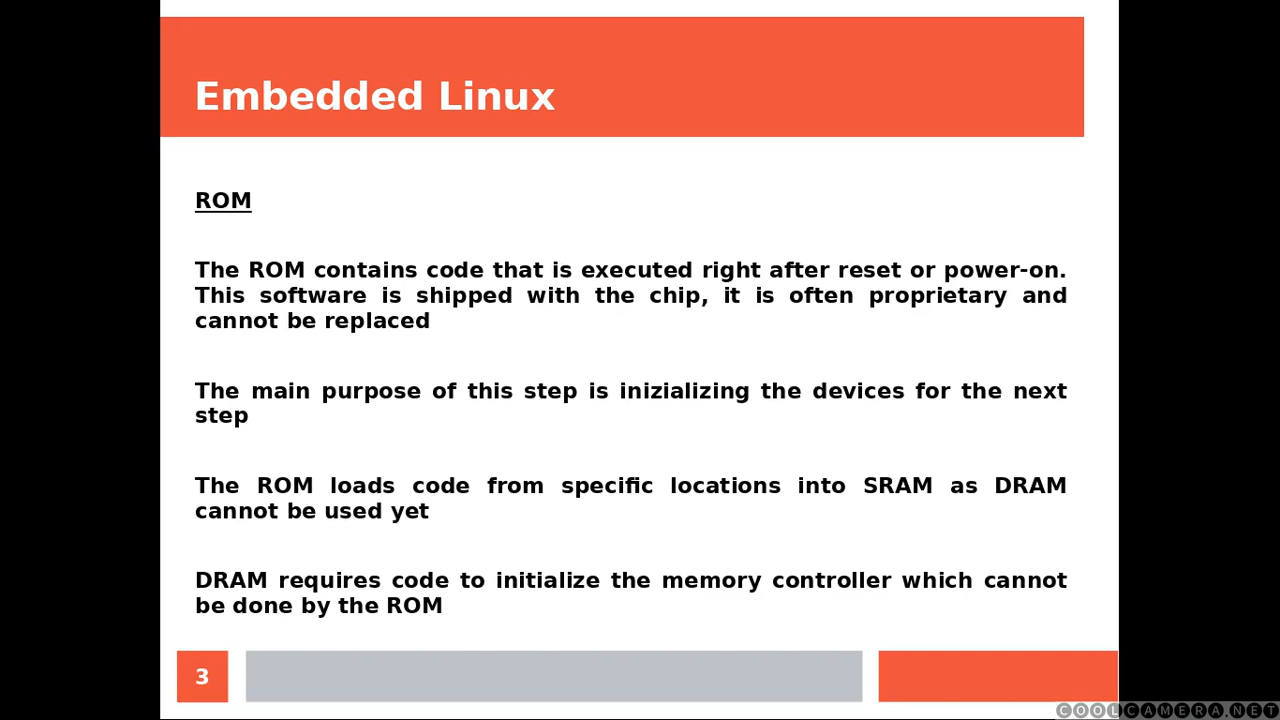 Embedded Linux
ROM
The ROM contains code that is executed right after reset or power-on.
This software is shipped with the chip, it is often proprietary and
cannot be replaced
The main purpose of this step is inizializing the devices for the next
step
The ROM loads code from specific locations into SRAM as DRAM
cannot be used yet
DRAM requires code to initialize the memory controller which cannot
be done by the ROM
3
COOLCAMERA.NET